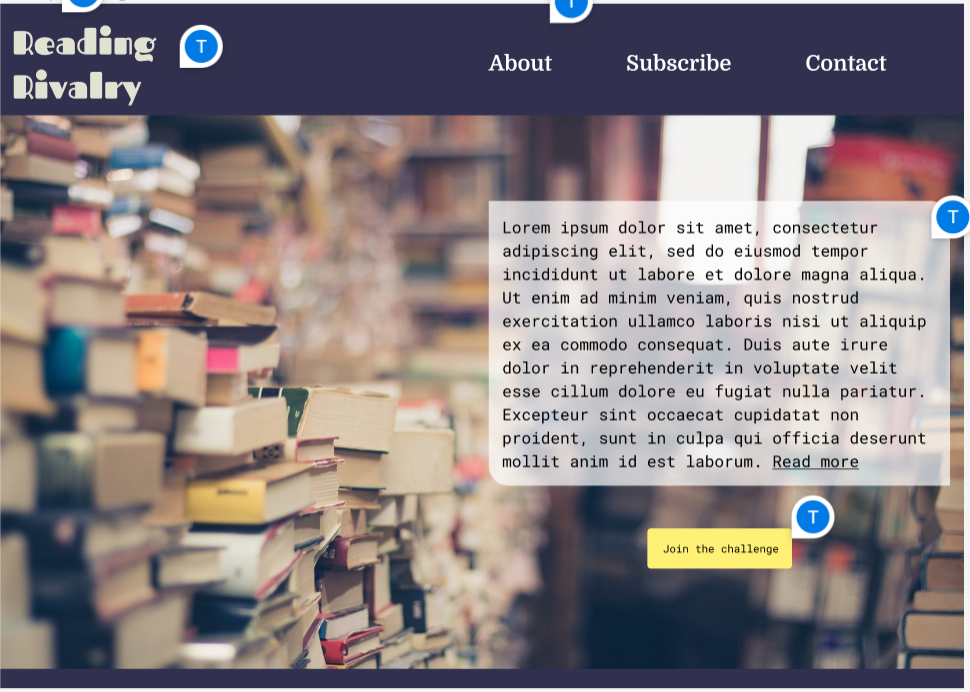 Reading
Rivalry
T
T
About Subscribe Contact
T
Lorem ipsum dolor sit amet, consectetur
adipiscing elit, sed do eiusmod tempor
incididunt ut labore et dolore magna aliqua.
Ut enim ad minim veniam, quis nostrud
exercitation ullamco laboris nisi ut aliquip
ex ea commodo consequat. Duis aute irure
dolor in reprehenderit in voluptate velit
esse cillum dolore eu fugiat nulla pariatur.
Excepteur sint occaecat cupidatat non
proident, sunt in culpa qui officia deserunt
mollit anim id est laborum. Read more
T
Join the challenge